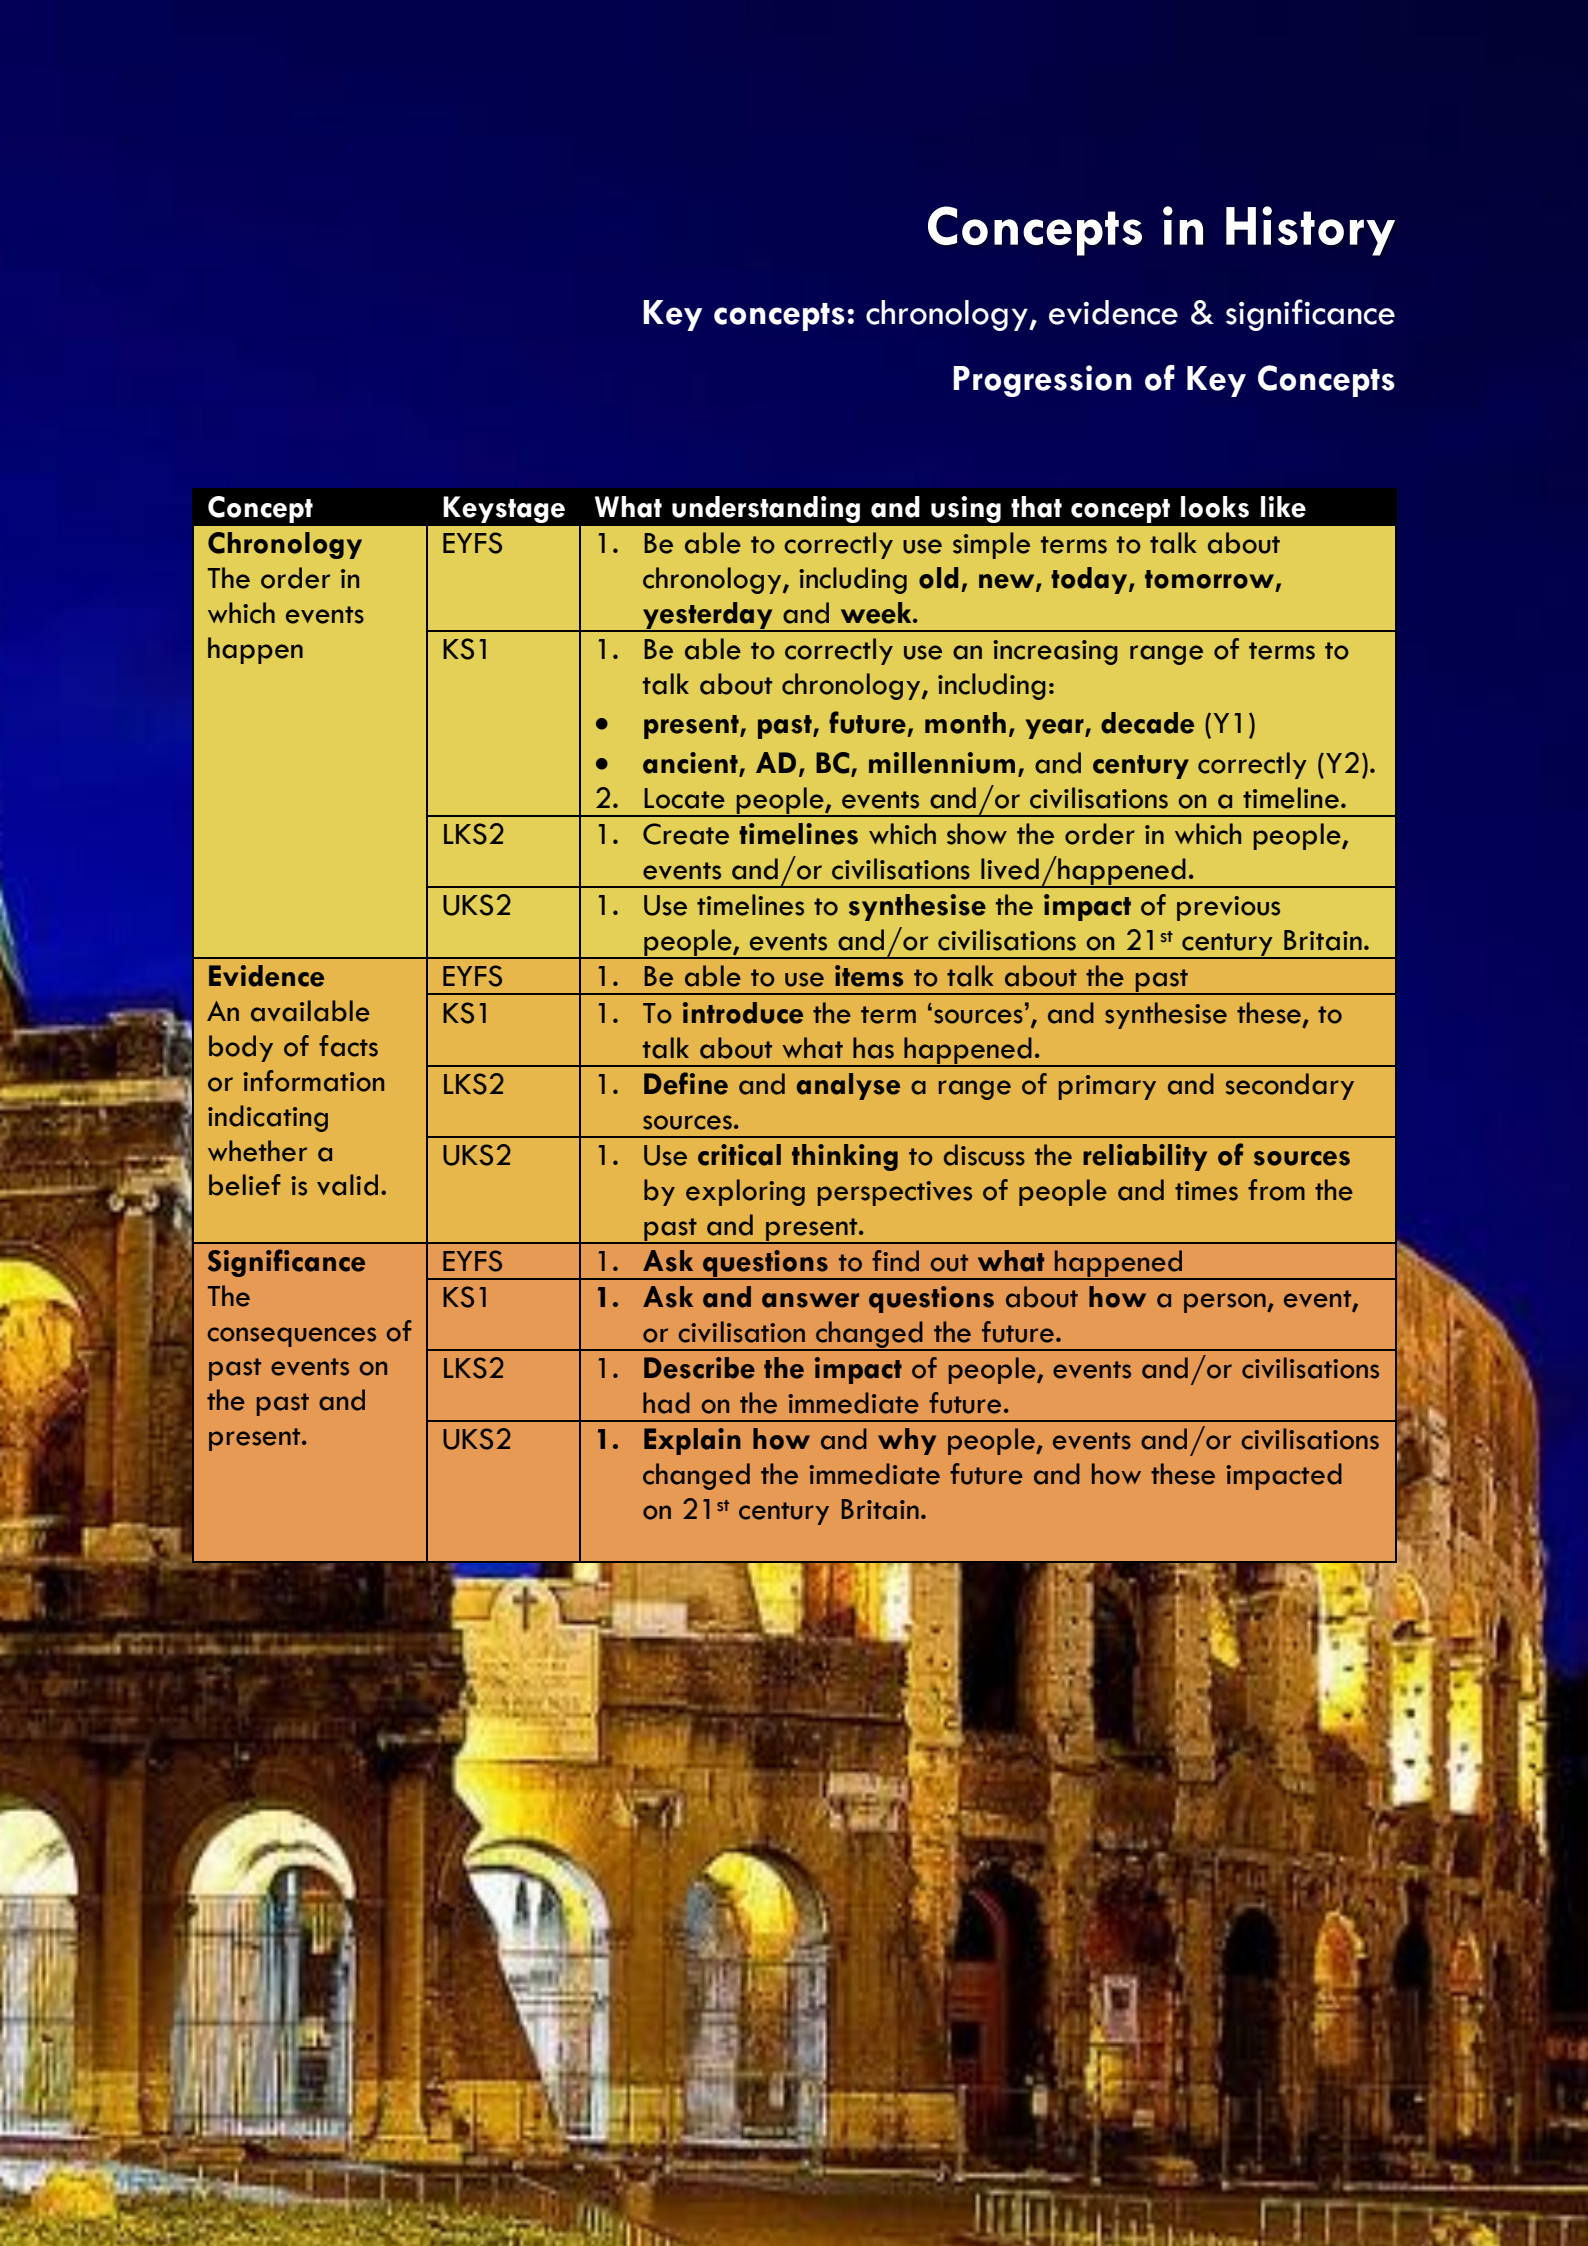 Concepts in History
Key concepts: chronology, evidence & significance
Progression of Key Concepts
Concept Keystage What understanding and using that concept looks like
Chronology
The order in
which events
happen
EYFS
1. Be able to correctly use simple terms to talk about
chronology, including old, new, today, tomorrow,
yesterday and week.
KS1
1. Be able to correctly use an increasing range of terms to
talk about chronology, including:
• present, past, future, month, year, decade (Y1)
• ancient, AD, BC, millennium, and century correctly (Y2).
2. Locate people, events and/or civilisations on a timeline.
LKS2
1. Create timelines which show the order in which people,
events and/or civilisations lived/happened.
UKS2
1. Use timelines to synthesise the impact of previous
people, events and/or civilisations on 21st century Britain.
Evidence
An available
body of facts
or information
indicating
whether a
belief is valid.
EYFS
1. Be able to use items to talk about the past
KS1
1. To introduce the term ‘sources’, and synthesise these, to
talk about what has happened.
LKS2
1. Define and analyse a range of primary and secondary
sources.
UKS2
1. Use critical thinking to discuss the reliability of sources
by exploring perspectives of people and times from the
past and present.
Significance
The
consequences of
past events on
the past and
present.
EYFS
1. Ask questions to find out what happened
KS1
1. Ask and answer questions about how a person, event,
or civilisation changed the future.
LKS2
1. Describe the impact of people, events and/or civilisations
had on the immediate future.
UKS2
1. Explain how and why people, events and/or civilisations
changed the immediate future and how these impacted
on 21st century Britain.